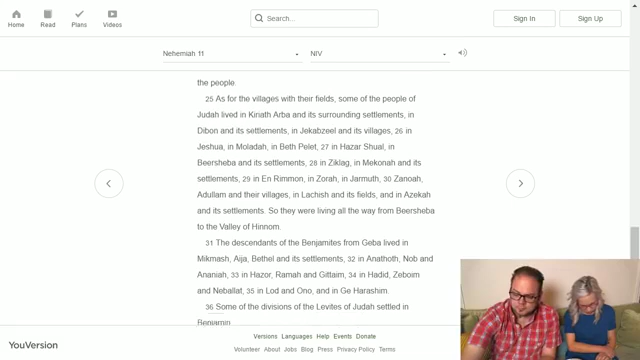 Home
Read
Plans
Videos
Search...
Sign In
Sign Up
Nehemiah 11
NIV
the people.
25 As for the villages with their fields, some of the people of
Judah lived in Kiriath Arba and its surrounding settlements, in
Dibon and its settlements, in Jekabzeel and its villages, 26 in
Jeshua, in Moladah, in Beth Pelet, 27 in Hazar Shual, in
Beersheba and its settlements, 28 in Ziklag, in Mekonah and its
settlements, 29 in En Rimmon, in Zorah, in Jarmuth, 30 Zanoah,
Adullam and their villages, in Lachish and its fields, and in Azekah
and its settlements. So they were living all the way from Beersheba
to the Valley of Hinnom.
31 The descendants of the Benjamites from Geba lived in
Mikmash, Aija, Bethel and its settlements, 32 in Anathoth, Nob and
Ananiah, 33 in Hazor, Ramah and Gittaim, 34 in Hadid, Zeboim
and Neballat, 35 in Lod and Ono, and in Ge Harashim.
36 Some of the divisions of the Levites of Judah settled in
Benjamin.
YouVersion
Versions Languages Help Events Donate
Volunteer About Jobs Blog Press Privacy Policy Terms